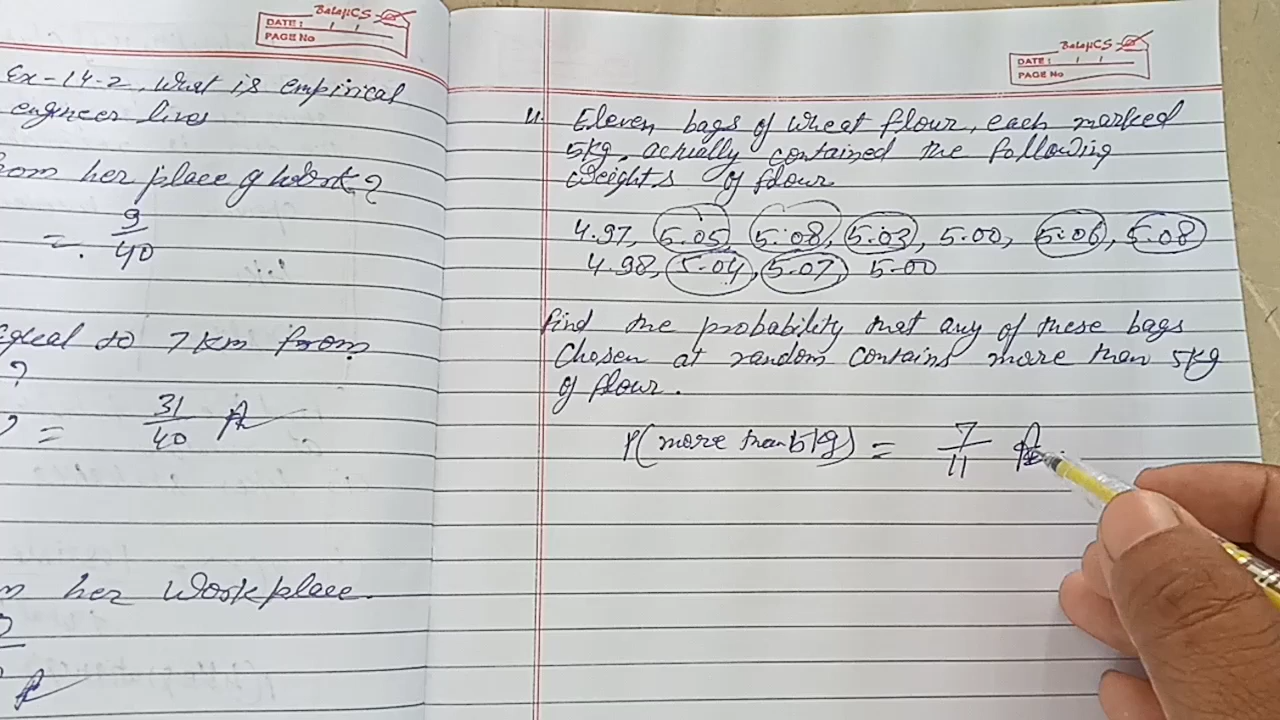 BalajiCS
DATE : / /
PAGE No
Ex-14.2, What is empirical
engineer lives
from her place of work?
= 9/40
equal to 7 km from
?
= 31/40 A
her workplace.
BalajiCS
DATE : / /
PAGE No
11. Eleven bags of wheat flour, each marked
5kg, actually contained the following
weights of flour
4.97, 5.05, 5.08, 5.03, 5.00, 5.06, 5.08
4.98, 5.04, 5.07, 5.00
Find the probability that any of these bags
chosen at random contains more than 5kg
of flour.
P(more than 5kg) = 7/11 A